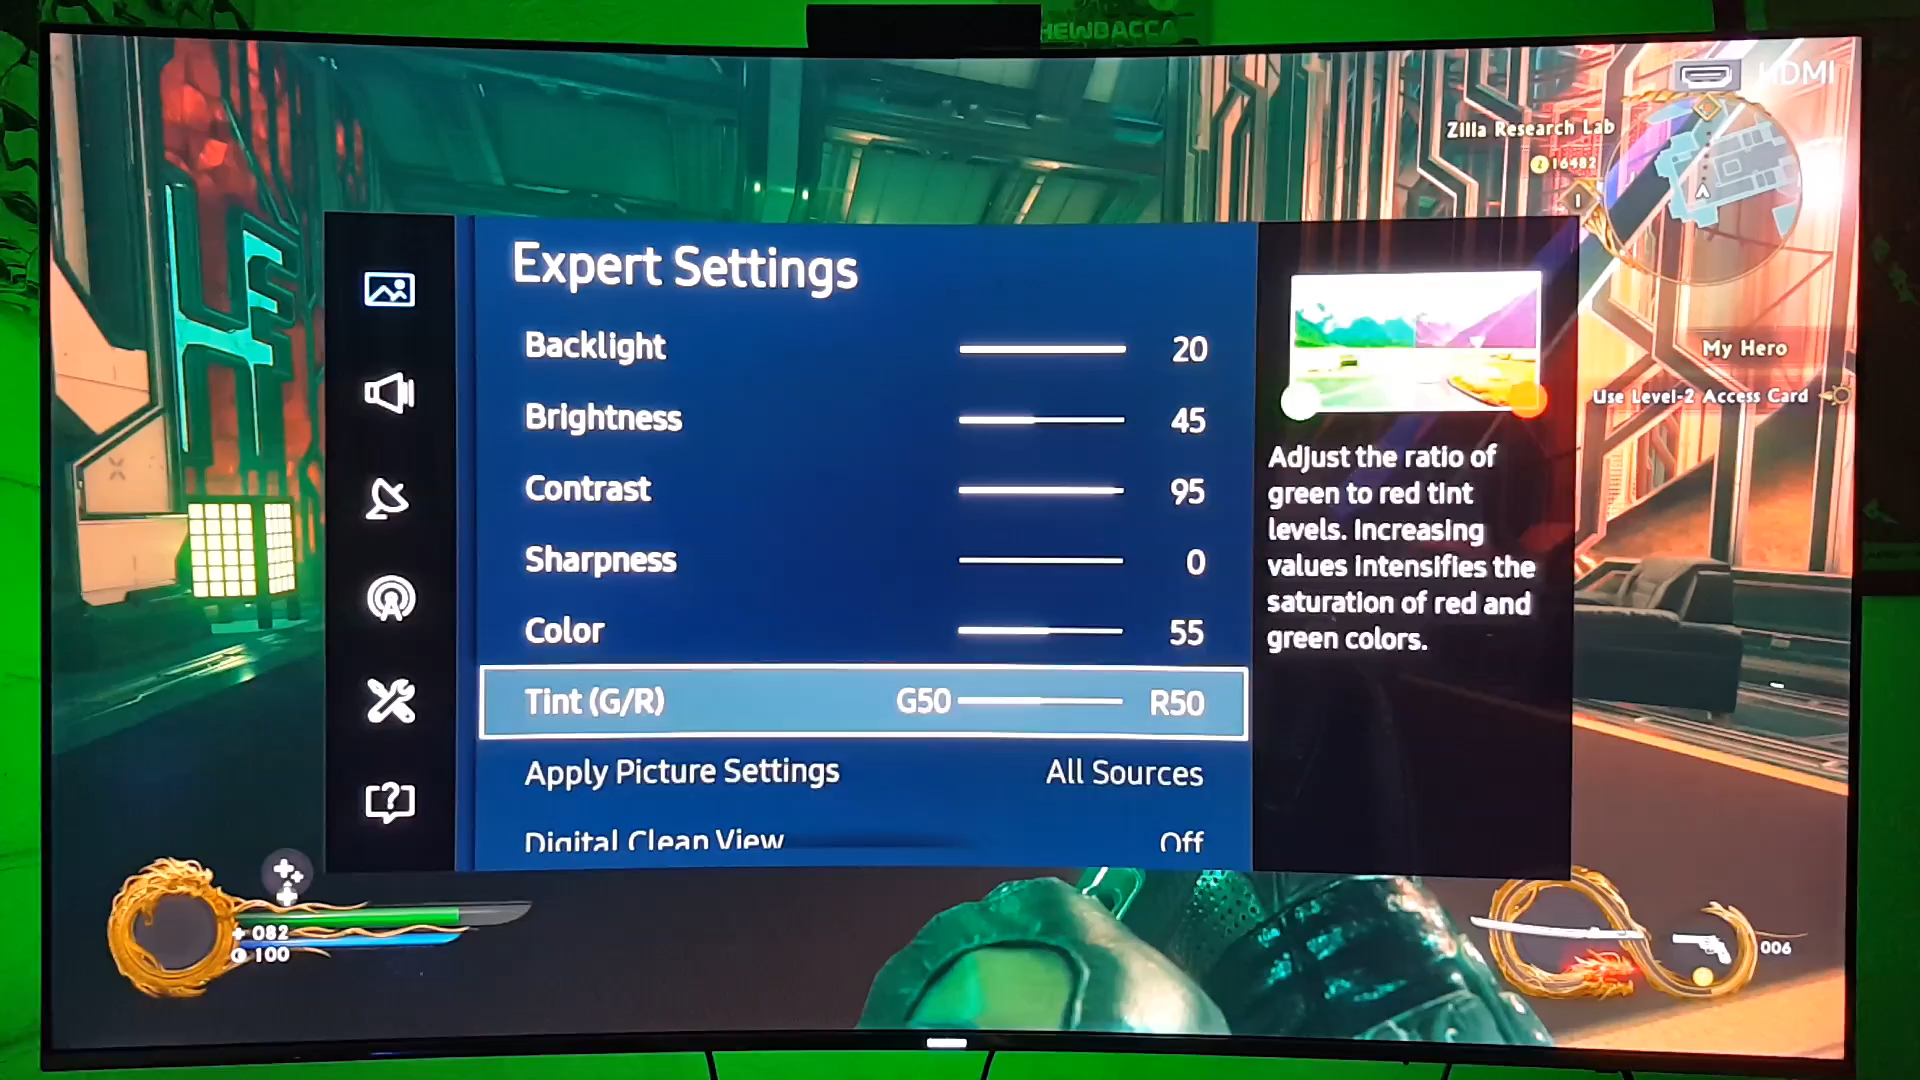 HEWBACCA
HDMI
Zilla Research Lab
16482
1
Expert Settings
Backlight 20
Brightness 45
Contrast 95
Sharpness 0
Color 55
Tint (G/R) G50 R50
Apply Picture Settings All Sources
Digital Clean View Off
Adjust the ratio of
green to red tint
levels. Increasing
values intensifies the
saturation of red and
green colors.
My Hero
Use Level-2 Access Card
+ 082
100
006